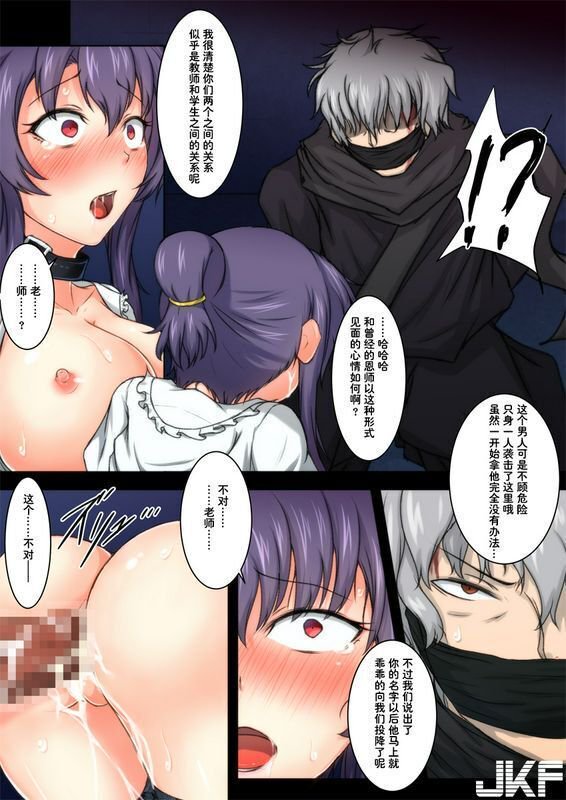 我很清楚你们两个之间的关系
似乎是教师和学生之间的关系
呢
!?
……老
师……？
……哈哈哈
和曾经的恩师以这种形式
见面的心情如何啊？
这个男人可是不顾危险
只身一人袭击了这里哦
虽然一开始拿他完全没有办法…
不对……
……老师……
这个……不对——
不过我们说出了
你的名字以后他马上就
乖乖的向我们投降了
JKF